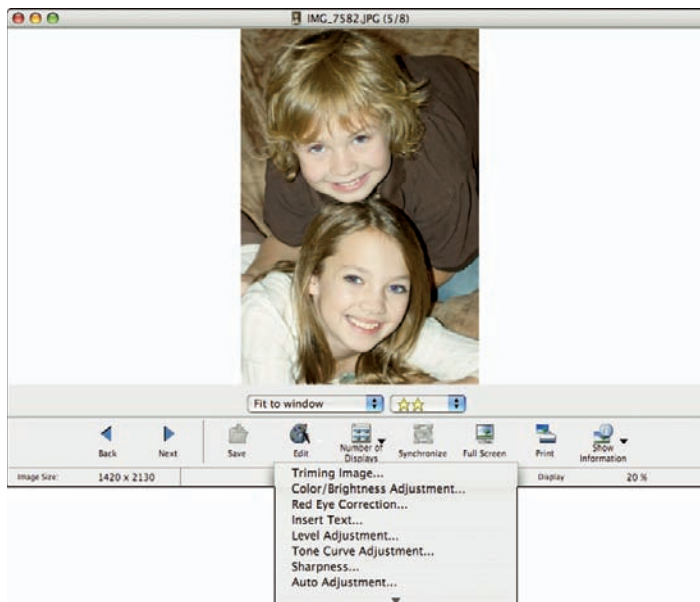 IMG_7582.JPG (5/8)
Fit to window
Back
Next
Save
Edit
Number of
Displays
Synchronize
Full Screen
Print
Show
Information
Image Size:
1420 x 2130
Display
20 %
Triming Image...
Color/Brightness Adjustment...
Red Eye Correction...
Insert Text...
Level Adjustment...
Tone Curve Adjustment...
Sharpness...
Auto Adjustment...